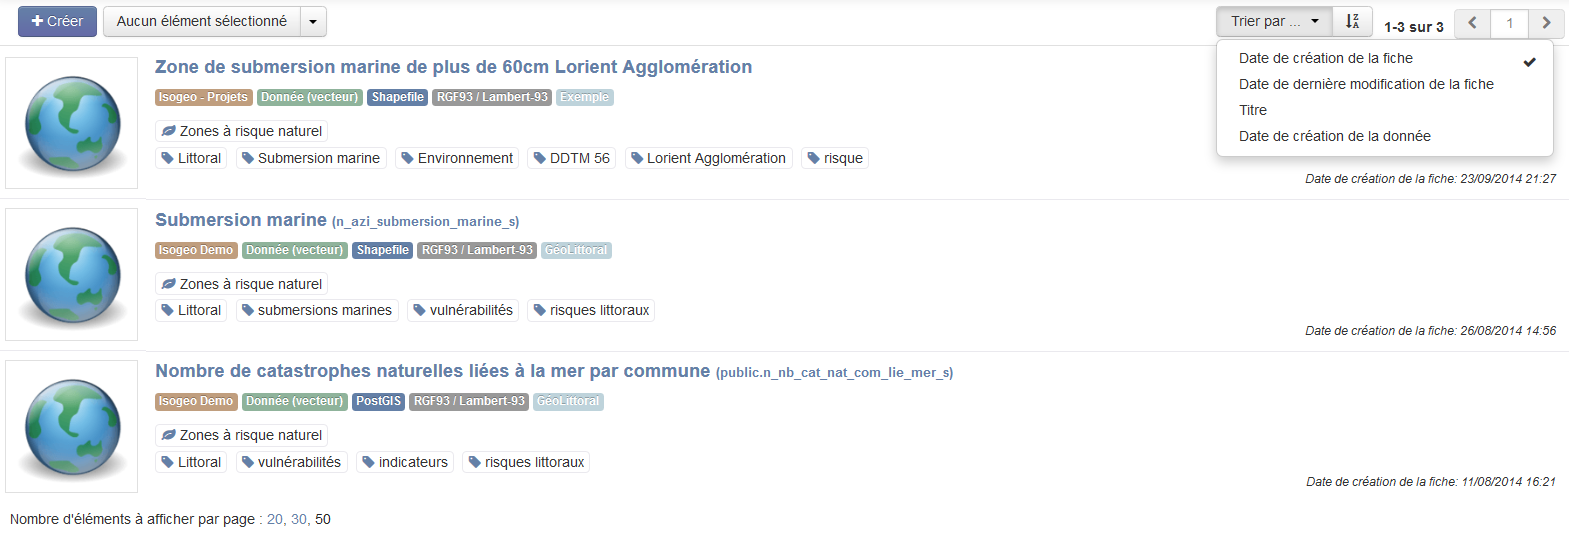 Créer Aucun élément sélectionné Trier par ... 1-3 sur 3 1
Date de création de la fiche
Date de dernière modification de la fiche
Titre
Date de création de la donnée
Zone de submersion marine de plus de 60cm Lorient Agglomération
Isogeo - Projets Donnée (vecteur) Shapefile RGF93 / Lambert-93 Exemple
Zones à risque naturel
Littoral Submersion marine Environnement DDTM 56 Lorient Agglomération risque
Date de création de la fiche: 23/09/2014 21:27
Submersion marine (n_azi_submersion_marine_s)
Isogeo Demo Donnée (vecteur) Shapefile RGF93 / Lambert-93 GéoLittoral
Zones à risque naturel
Littoral submersions marines vulnérabilités risques littoraux
Date de création de la fiche: 26/08/2014 14:56
Nombre de catastrophes naturelles liées à la mer par commune (public.n_nb_cat_nat_com_lie_mer_s)
Isogeo Demo Donnée (vecteur) PostGIS RGF93 / Lambert-93 GéoLittoral
Zones à risque naturel
Littoral vulnérabilités indicateurs risques littoraux
Date de création de la fiche: 11/08/2014 16:21
Nombre d'éléments à afficher par page : 20, 30, 50